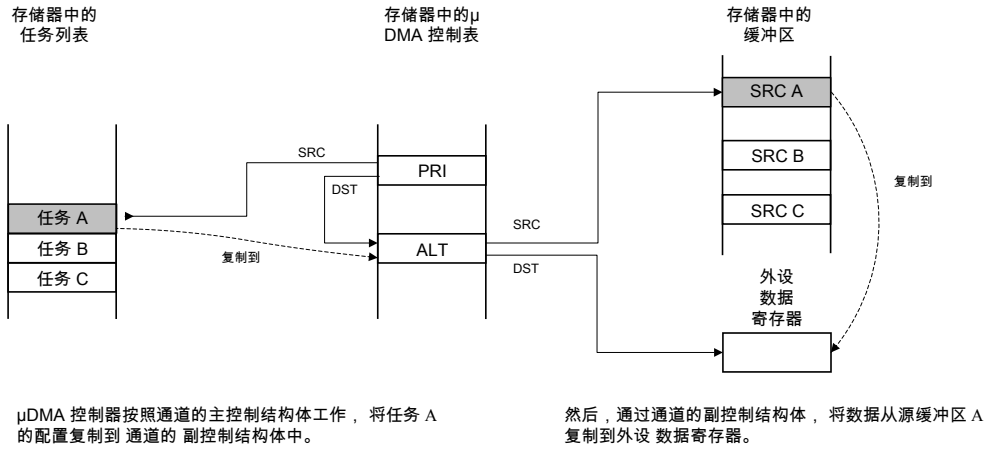 存储器中的
任务列表
存储器中的μ
DMA 控制表
存储器中的
缓冲区
SRC A
SRC
PRI
SRC B
DST
复制到
任务 A
SRC C
SRC
任务 B
复制到
ALT
DST
任务 C
外设
数据
寄存器
μDMA 控制器按照通道的主控制结构体工作， 将任务 A
的配置复制到 通道的 副控制结构体中。
然后，通过通道的副控制结构体， 将数据从源缓冲区 A
复制到外设 数据寄存器。